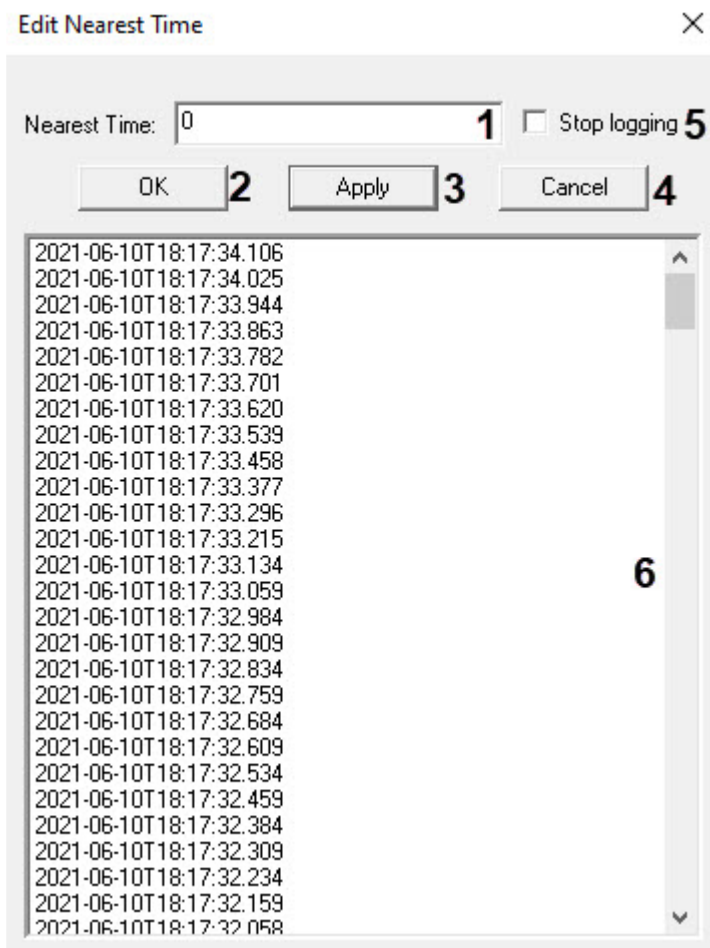 Edit Nearest Time
Nearest Time: 0 1 Stop logging 5
OK 2 Apply 3 Cancel 4
2021-06-10T18:17:34.106
2021-06-10T18:17:34.025
2021-06-10T18:17:33.944
2021-06-10T18:17:33.863
2021-06-10T18:17:33.782
2021-06-10T18:17:33.701
2021-06-10T18:17:33.620
2021-06-10T18:17:33.539
2021-06-10T18:17:33.458
2021-06-10T18:17:33.377
2021-06-10T18:17:33.296
2021-06-10T18:17:33.215
2021-06-10T18:17:33.134 6
2021-06-10T18:17:33.059
2021-06-10T18:17:32.984
2021-06-10T18:17:32.909
2021-06-10T18:17:32.834
2021-06-10T18:17:32.759
2021-06-10T18:17:32.684
2021-06-10T18:17:32.609
2021-06-10T18:17:32.534
2021-06-10T18:17:32.459
2021-06-10T18:17:32.384
2021-06-10T18:17:32.309
2021-06-10T18:17:32.234
2021-06-10T18:17:32.159
2021-06-10T18:17:32.058